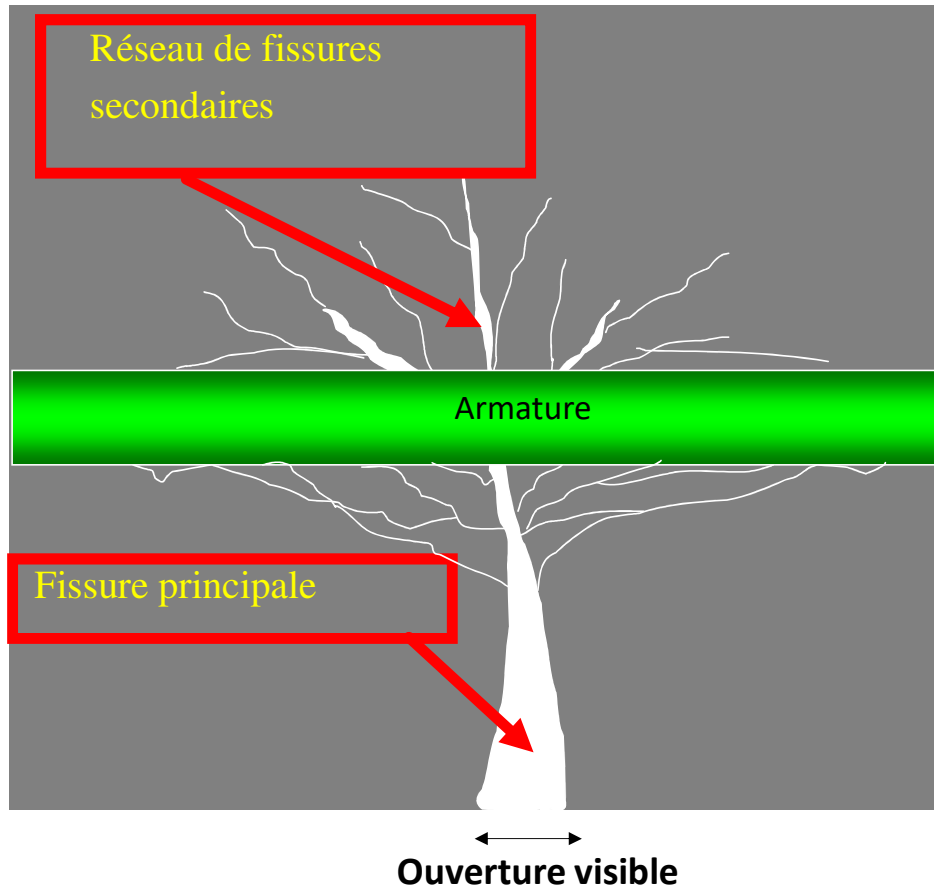 Réseau de fissures
secondaires
Armature
Fissure principale
Ouverture visible